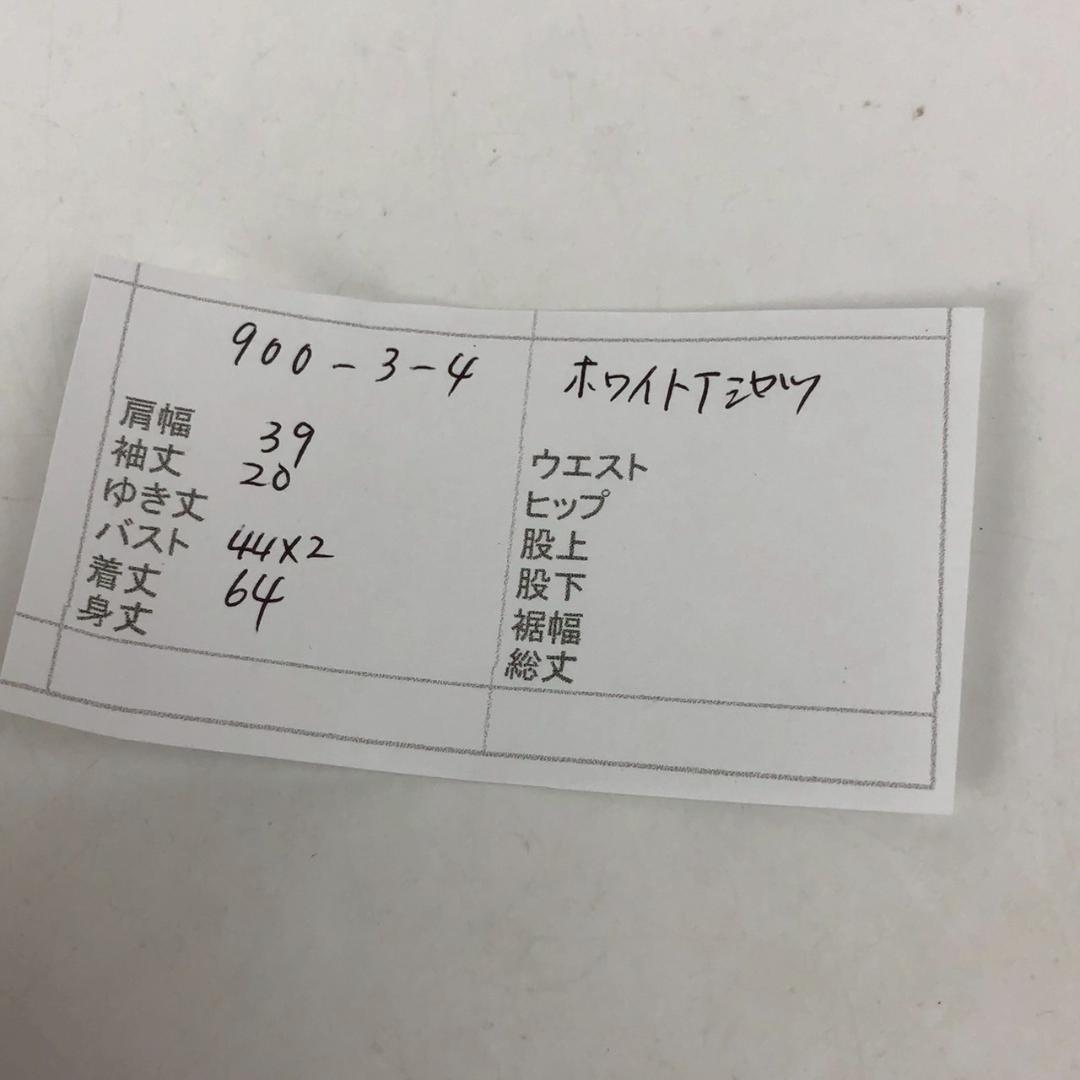 900-3-4
肩幅 39
袖丈 20
ゆき丈
バスト 44×2
着丈 64
身丈
ホワイトTシャツ
ウエスト
ヒップ
股上
股下
裾幅
総丈